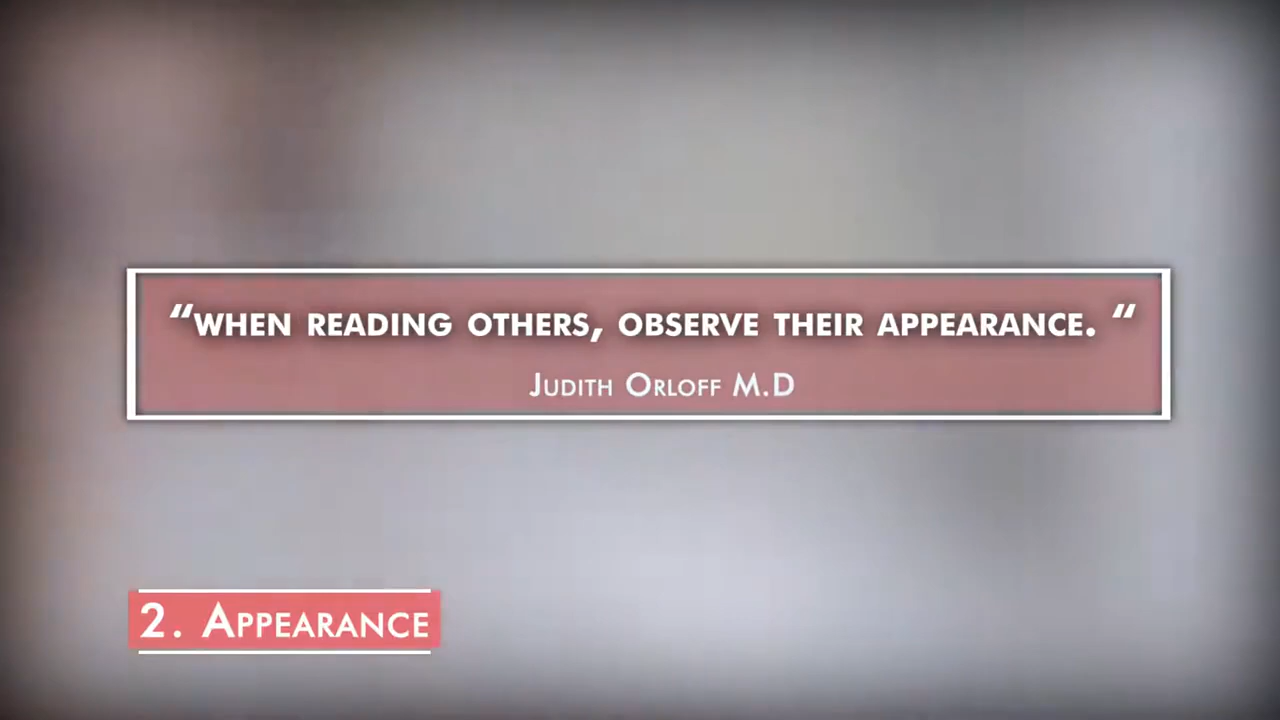 “WHEN READING OTHERS, OBSERVE THEIR APPEARANCE. “
JUDITH ORLOFF M.D
2. APPEARANCE